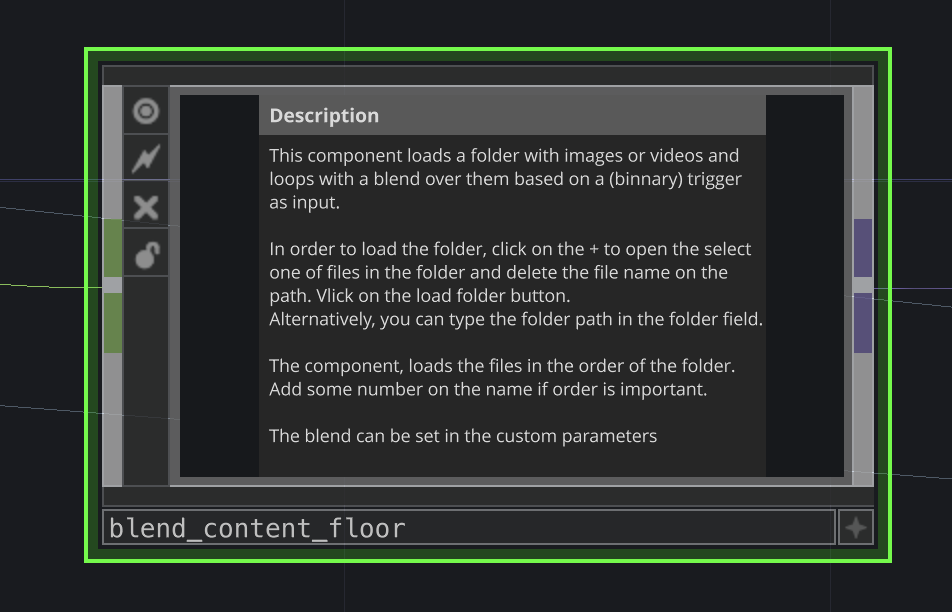 Description
This component loads a folder with images or videos and
loops with a blend over them based on a (binnary) trigger
as input.
In order to load the folder, click on the + to open the select
one of files in the folder and delete the file name on the
path. Vlick on the load folder button.
Alternatively, you can type the folder path in the folder field.
The component, loads the files in the order of the folder.
Add some number on the name if order is important.
The blend can be set in the custom parameters
blend_content_floor